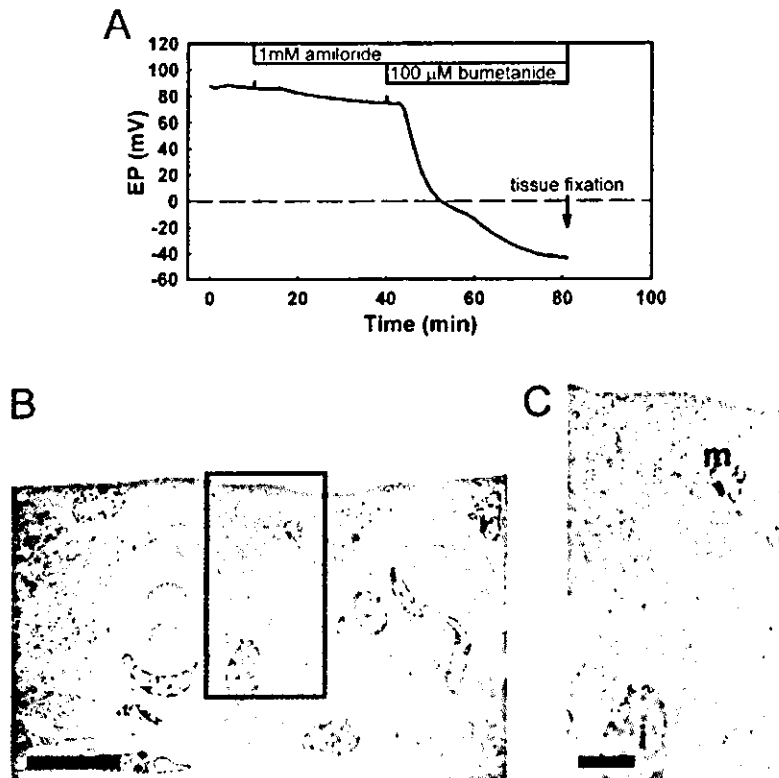 A
120
100
80
60
40
20
0
-20
-40
-60
EP (mV)
1mM amiloride
100 µM bumetanide
tissue fixation
0 20 40 60 80 100
Time (min)
B
C
m